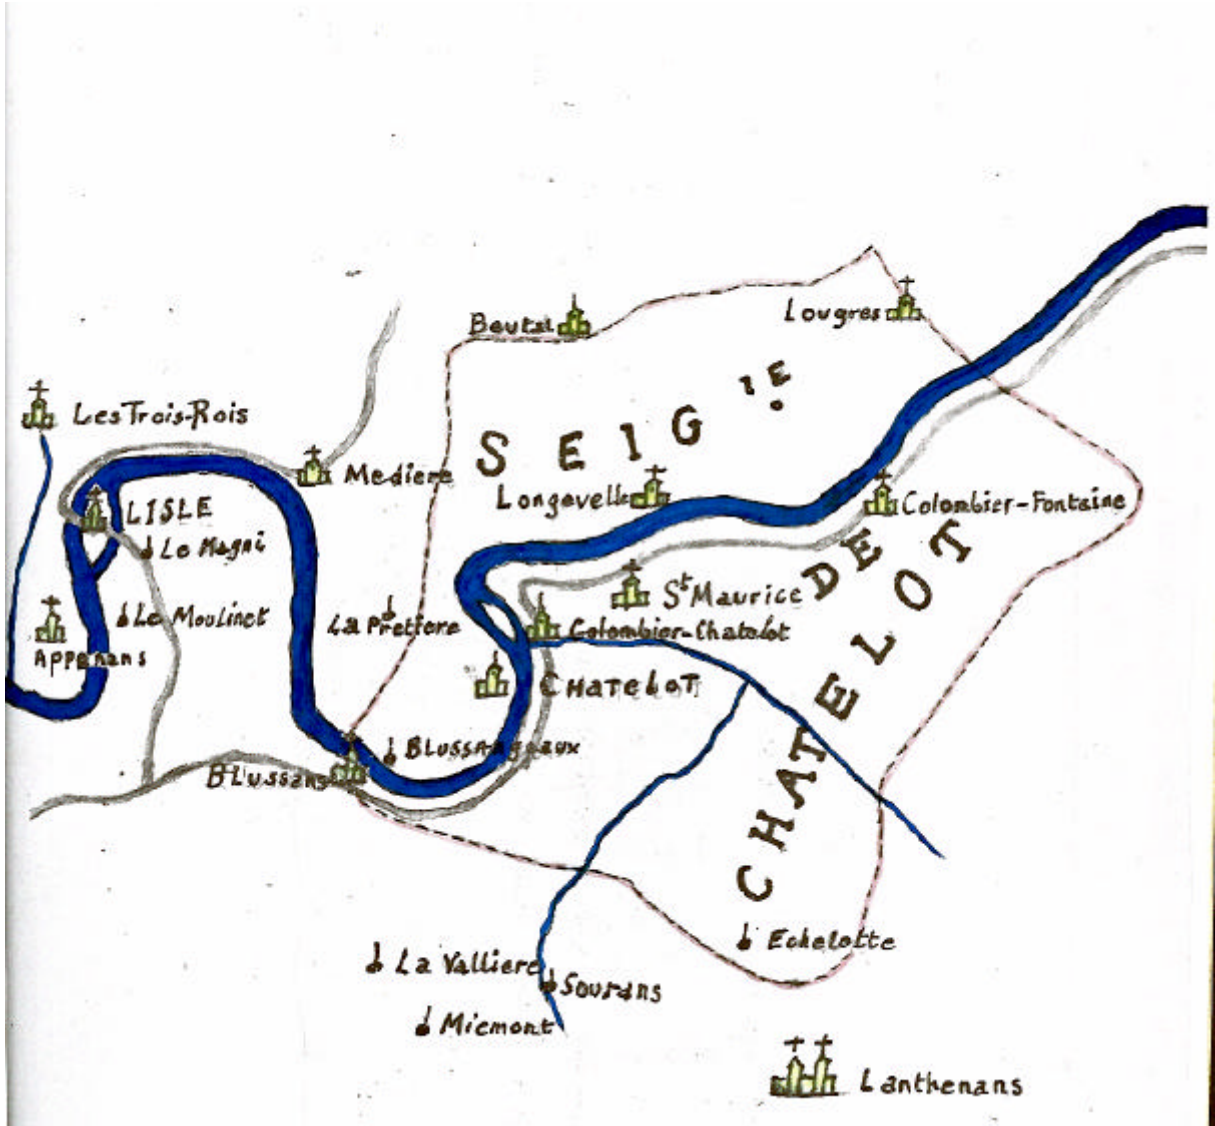 Beutal
Lougres
Les Trois-Rois
SEIG.IE
Mediere
Longevelle
Colombier-Fontaine
LISLE
Le Magni
DE
St Maurice
Le Moulinet
La Prettere
Colombier-Chatelot
Appenans
CHATELOT
CHATELOT
Blussangeaux
BLussans
Echelotte
La Valliere
Sourans
Miemont
Lanthenans